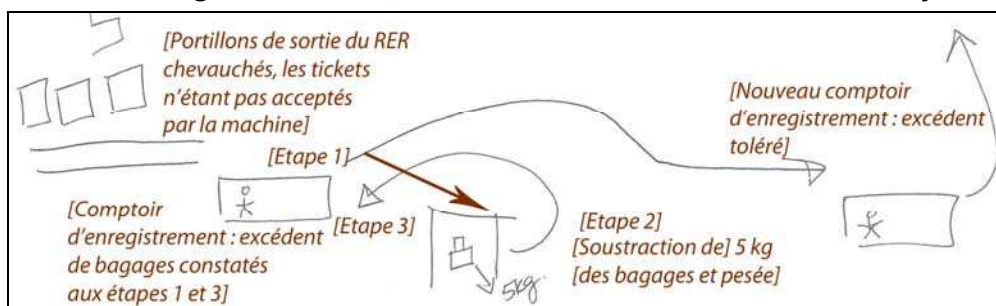 [Portillons de sortie du RER
chevauchés, les tickets
n'étant pas acceptés
par la machine]
[Etape 1]
[Nouveau comptoir
d'enregistrement : excédent
toléré]
[Comptoir
d'enregistrement : excédent
de bagages constatés
aux étapes 1 et 3]
[Etape 3]
[Etape 2]
[Soustraction de] 5 kg
[des bagages et pesée]
5kg.